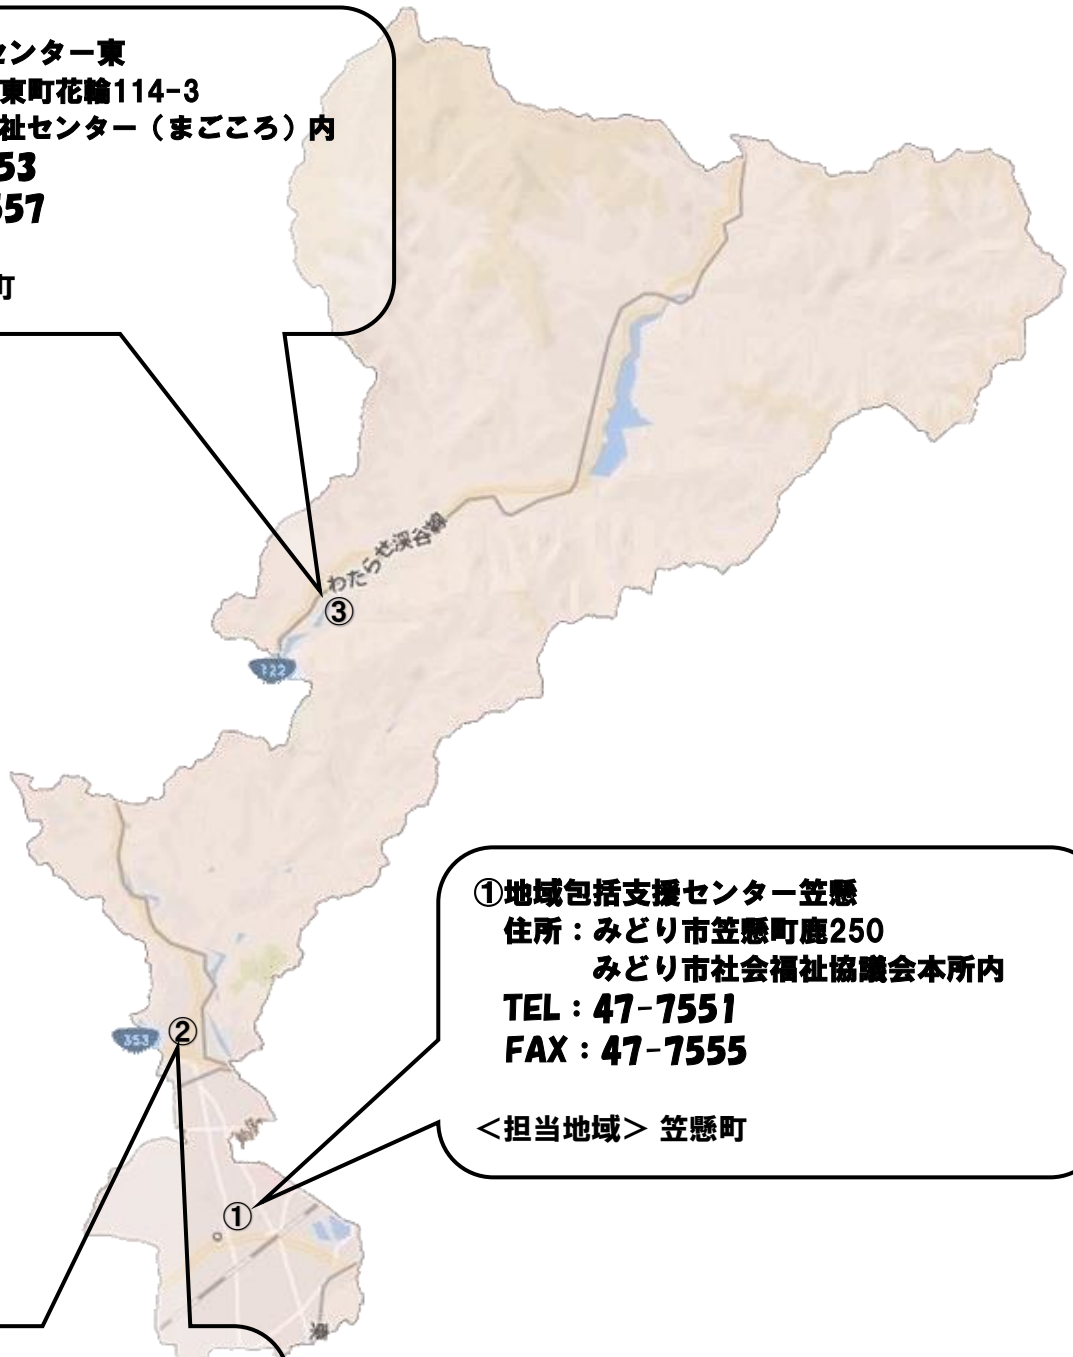 センター東
東町花輪114-3
祉センター（まごころ）内
53
557
町
わたらせ渓谷線
③
122
①地域包括支援センター笠懸
住所：みどり市笠懸町鹿250
みどり市社会福祉協議会本所内
TEL：47-7551
FAX：47-7555
＜担当地域＞ 笠懸町
353
②
①